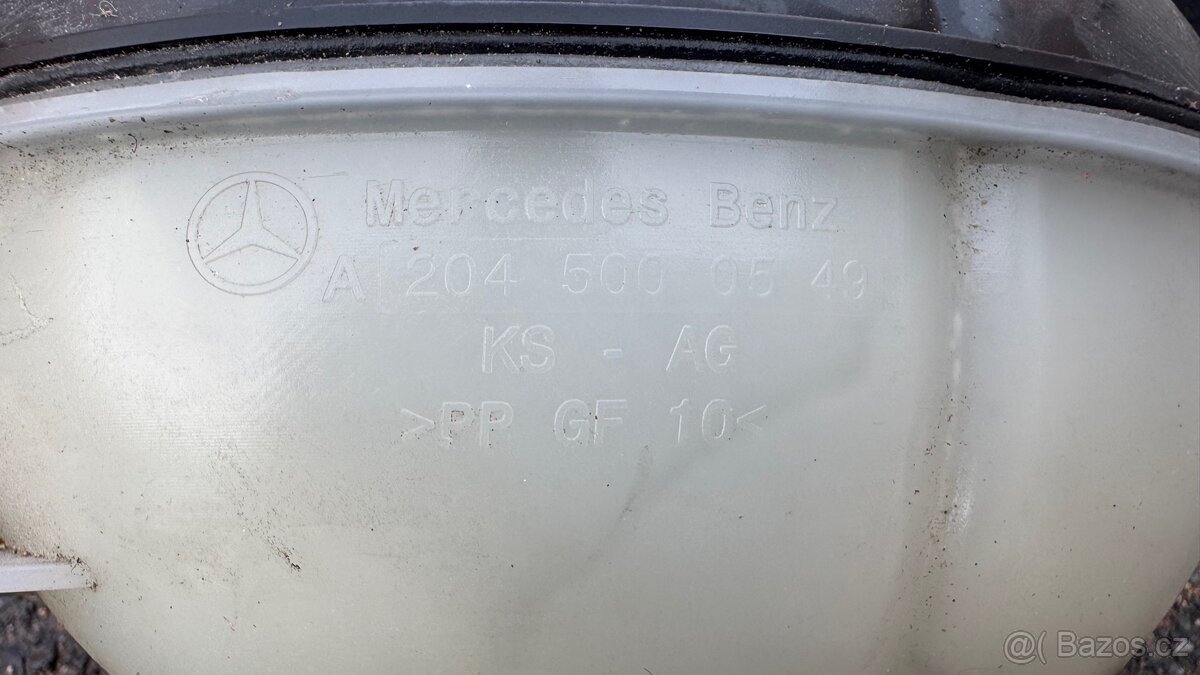 Mercedes Benz
A 204 500 05 49
KS - AG
>PP GF 10<
@( Bazos.cz